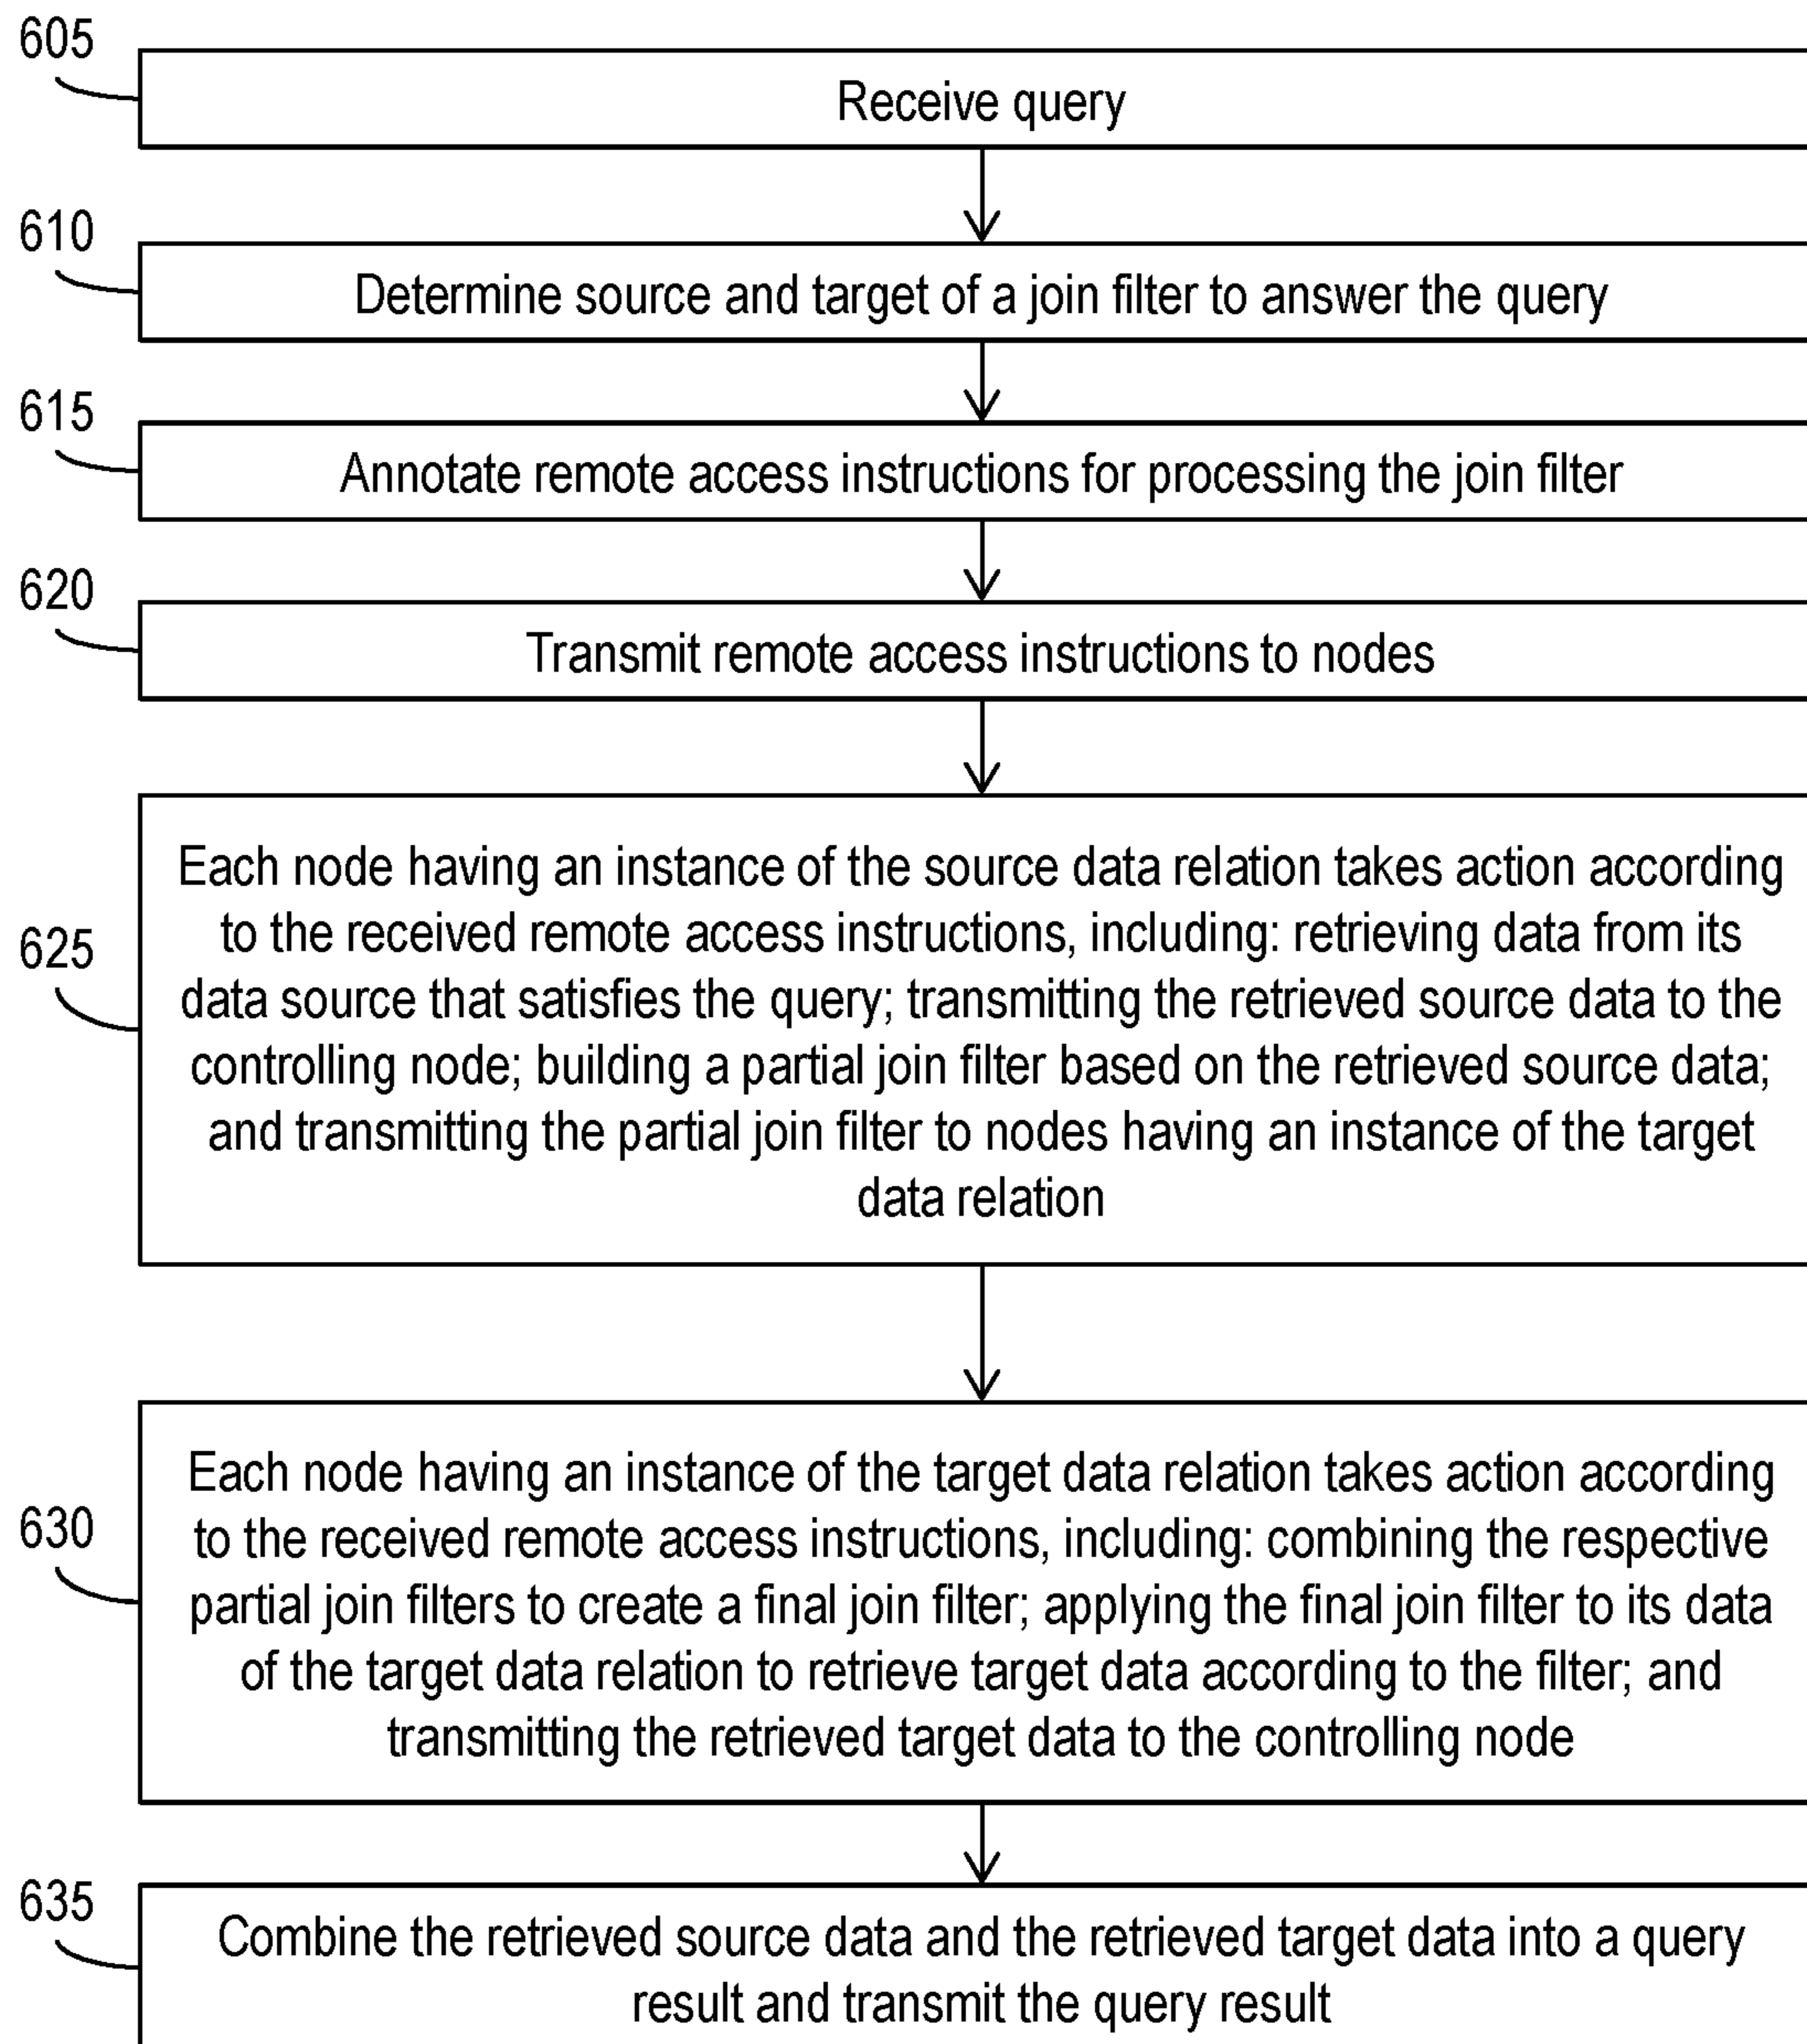 605
Receive query
610
Determine source and target of a join filter to answer the query
615
Annotate remote access instructions for processing the join filter
620
Transmit remote access instructions to nodes
625
Each node having an instance of the source data relation takes action according
to the received remote access instructions, including: retrieving data from its
data source that satisfies the query; transmitting the retrieved source data to the
controlling node; building a partial join filter based on the retrieved source data;
and transmitting the partial join filter to nodes having an instance of the target
data relation
630
Each node having an instance of the target data relation takes action according
to the received remote access instructions, including: combining the respective
partial join filters to create a final join filter; applying the final join filter to its data
of the target data relation to retrieve target data according to the filter; and
transmitting the retrieved target data to the controlling node
635
Combine the retrieved source data and the retrieved target data into a query
result and transmit the query result